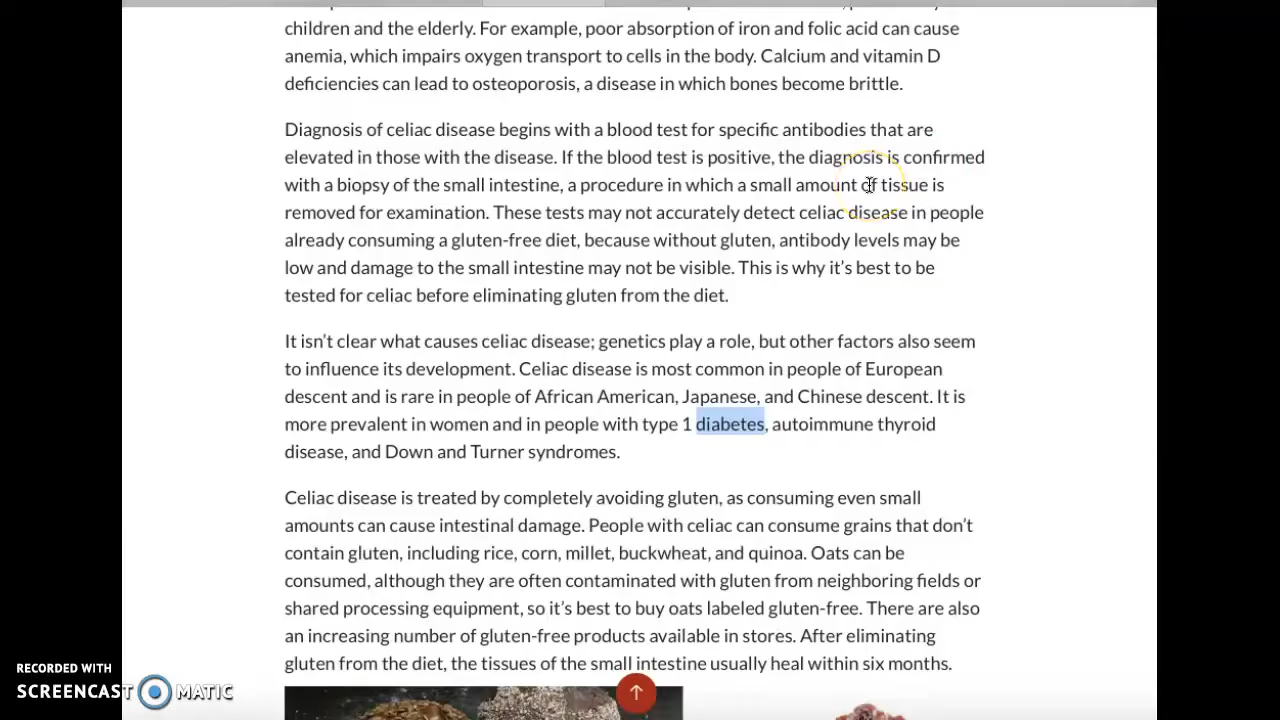 children and the elderly. For example, poor absorption of iron and folic acid can cause
anemia, which impairs oxygen transport to cells in the body. Calcium and vitamin D
deficiencies can lead to osteoporosis, a disease in which bones become brittle.
Diagnosis of celiac disease begins with a blood test for specific antibodies that are
elevated in those with the disease. If the blood test is positive, the diagnosis is confirmed
with a biopsy of the small intestine, a procedure in which a small amount of tissue is
removed for examination. These tests may not accurately detect celiac disease in people
already consuming a gluten-free diet, because without gluten, antibody levels may be
low and damage to the small intestine may not be visible. This is why it’s best to be
tested for celiac before eliminating gluten from the diet.
It isn’t clear what causes celiac disease; genetics play a role, but other factors also seem
to influence its development. Celiac disease is most common in people of European
descent and is rare in people of African American, Japanese, and Chinese descent. It is
more prevalent in women and in people with type 1 diabetes, autoimmune thyroid
disease, and Down and Turner syndromes.
Celiac disease is treated by completely avoiding gluten, as consuming even small
amounts can cause intestinal damage. People with celiac can consume grains that don’t
contain gluten, including rice, corn, millet, buckwheat, and quinoa. Oats can be
consumed, although they are often contaminated with gluten from neighboring fields or
shared processing equipment, so it’s best to buy oats labeled gluten-free. There are also
an increasing number of gluten-free products available in stores. After eliminating
gluten from the diet, the tissues of the small intestine usually heal within six months.
RECORDED WITH
SCREENCAST MATIC